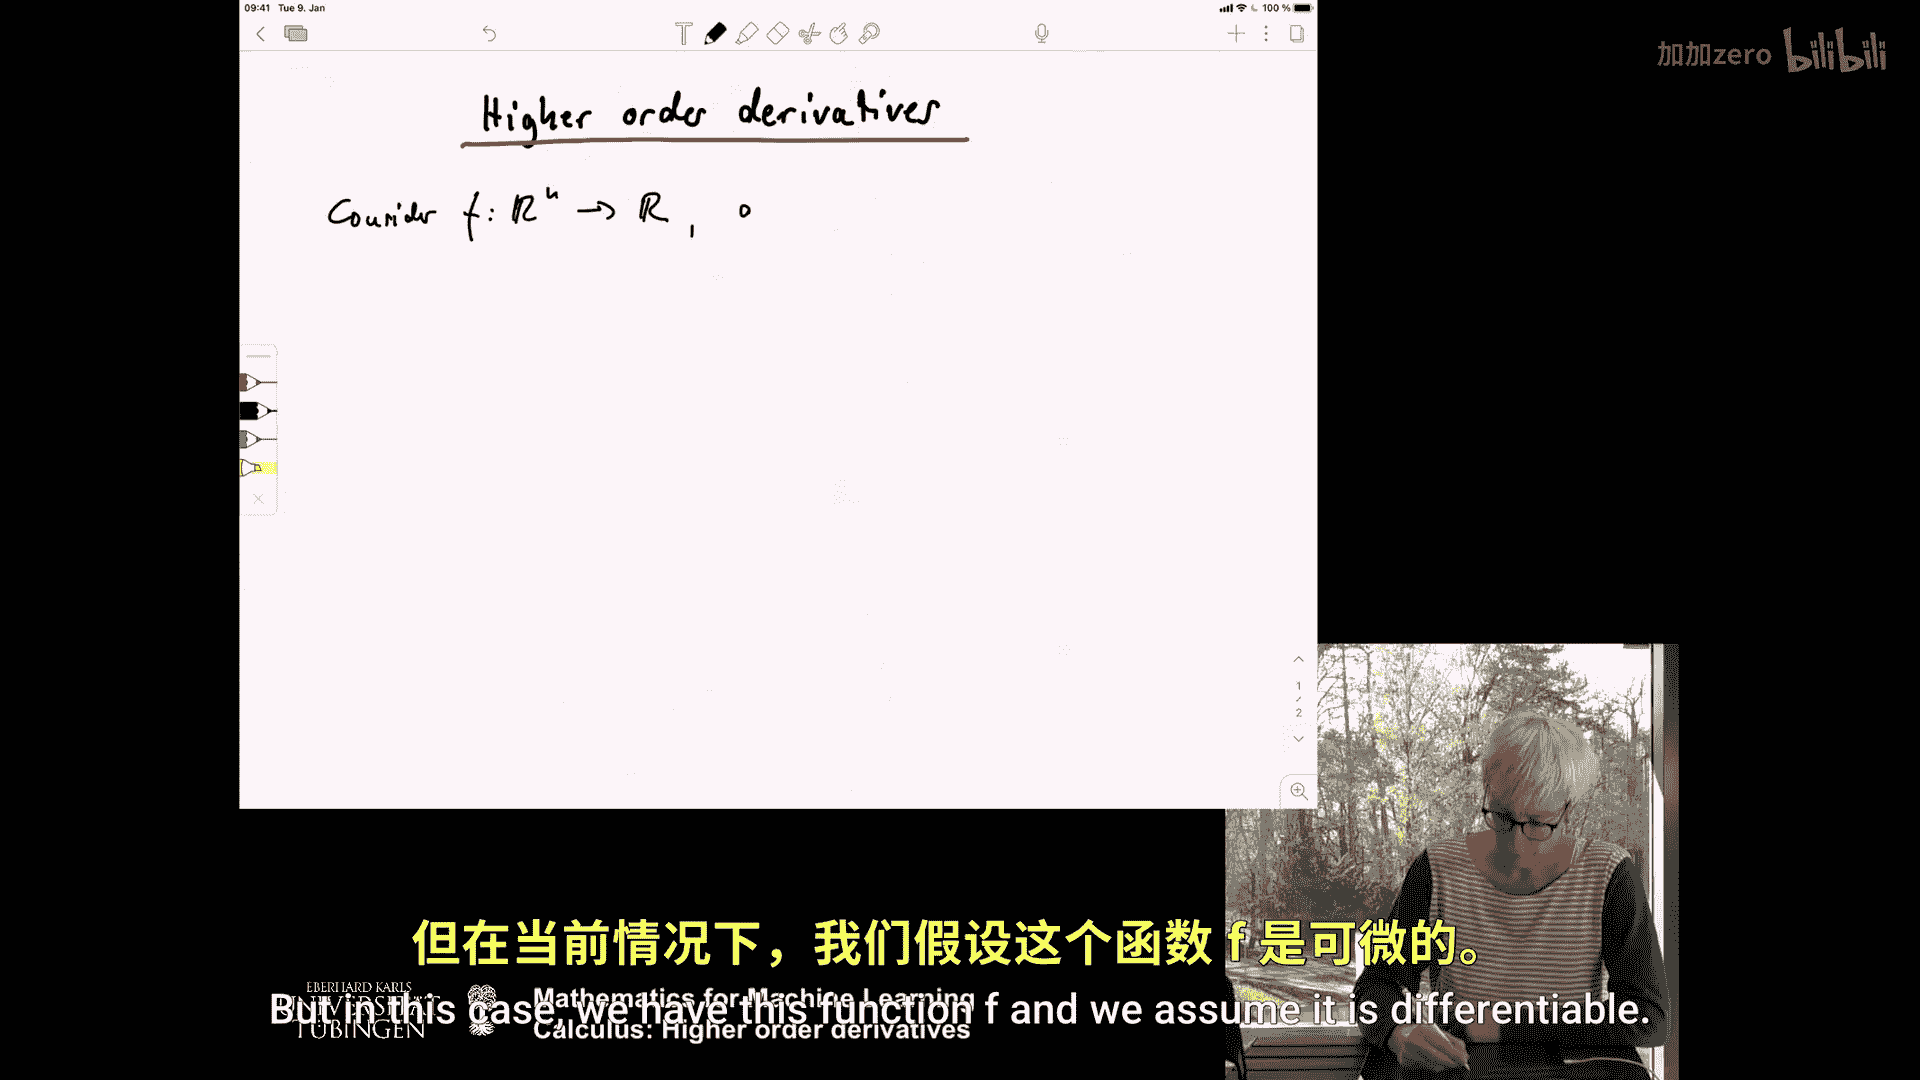 09:41 Tue 9. Jan
100 %
加加zero bilibili
T
Higher order derivatives
Consider f: ℝⁿ → ℝ, o
1
/
2
但在当前情况下，我们假设这个函数 f 是可微的。
But in this case, we have this function f and we assume it is differentiable.
EBERHARD KARLS
UNIVERSITÄT
TÜBINGEN
Mathematics for Machine Learning
Calculus: Higher order derivatives